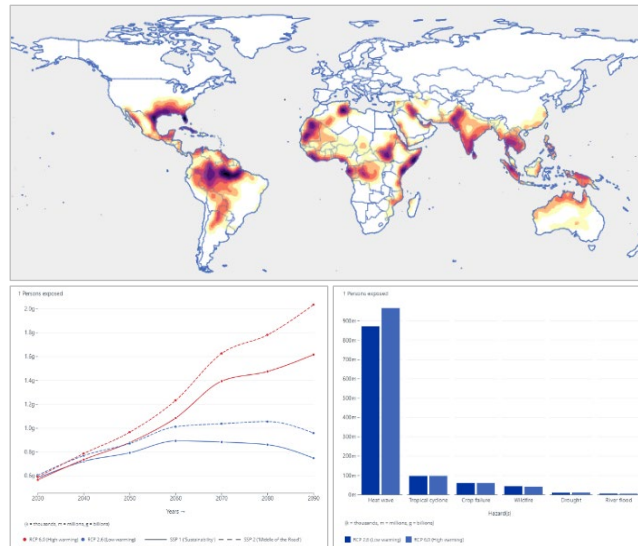 ↑ Persons exposed
2.0g
1.8g
1.6g
1.4g
1.2g
1.0g
0.8g
0.6g
2030 2040 2050 2060 2070 2080 2090
Years →
(k = thousands, m = millions, g = billions)
RCP 6.0 (High warming) RCP 2.6 (Low warming) SSP 1 ('Sustainability') SSP 2 ('Middle of the Road')
↑ Persons exposed
900m
800m
700m
600m
500m
400m
300m
200m
100m
0m
Heat wave Tropical cyclone Crop failure Wildfire Drought River flood
Hazard(s)
(k = thousands, m = millions, g = billions)
RCP 2.6 (Low warming) RCP 6.0 (High warming)